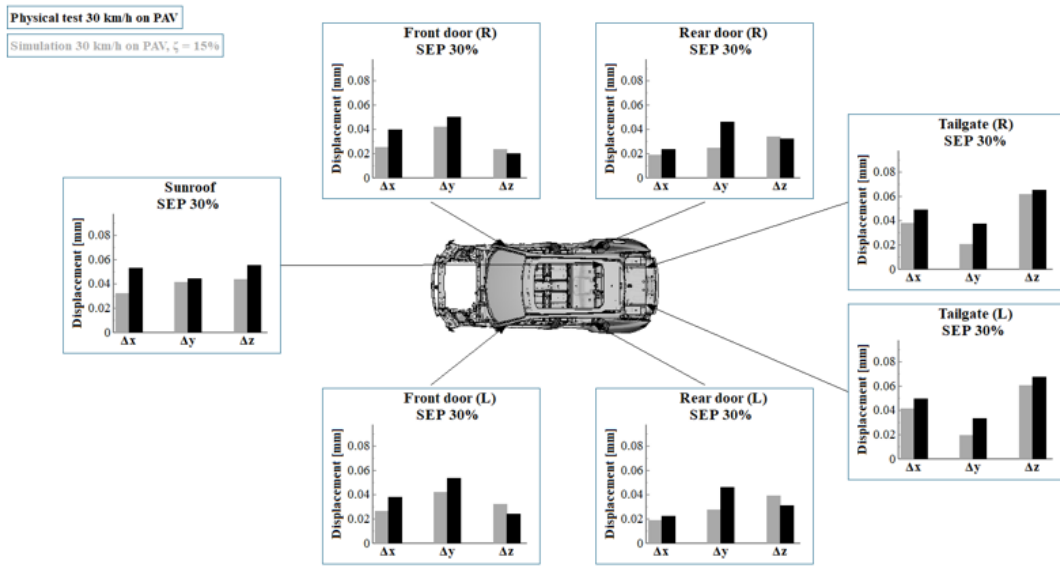 Physical test 30 km/h on PAV
Simulation 30 km/h on PAV, ζ = 15%
Front door (R)
SEP 30%
Displacement [mm]
0.08
0.06
0.04
0.02
0
Δx Δy Δz
Rear door (R)
SEP 30%
Displacement [mm]
0.08
0.06
0.04
0.02
0
Δx Δy Δz
Tailgate (R)
SEP 30%
Displacement [mm]
0.08
0.06
0.04
0.02
0
Δx Δy Δz
Sunroof
SEP 30%
Displacement [mm]
0.08
0.06
0.04
0.02
0
Δx Δy Δz
Tailgate (L)
SEP 30%
Displacement [mm]
0.08
0.06
0.04
0.02
0
Δx Δy Δz
Front door (L)
SEP 30%
Displacement [mm]
0.08
0.06
0.04
0.02
0
Δx Δy Δz
Rear door (L)
SEP 30%
Displacement [mm]
0.08
0.06
0.04
0.02
0
Δx Δy Δz